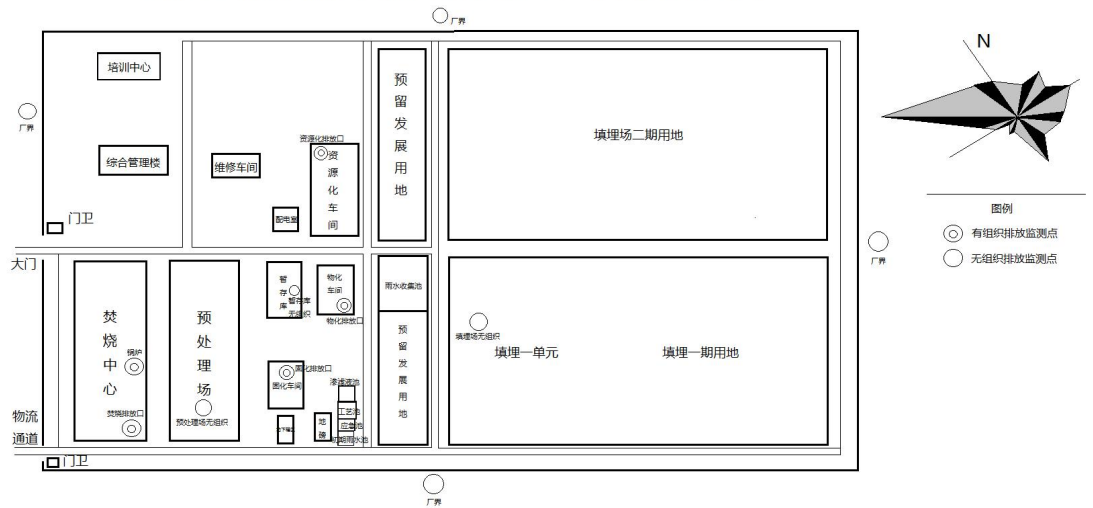 厂界
N
培训中心
厂界
综合管理楼
维修车间
资源化排放口
资源化车间
配电室
预留发展用地
填埋场二期用地
门卫
图例
有组织排放监测点
无组织排放监测点
厂界
大门
焚烧中心
锅炉
焚烧排放口
预处理场
预处理场无组织
暂存库
暂存库
无组织
物化
车间
物化排放口
雨水收集池
预留发展用地
固化排放口
固化车间
渗滤液池
工艺池
应急池
初期雨水池
地磅
填埋场无组织
填埋一单元
填埋一期用地
物流
通道
门卫
厂界